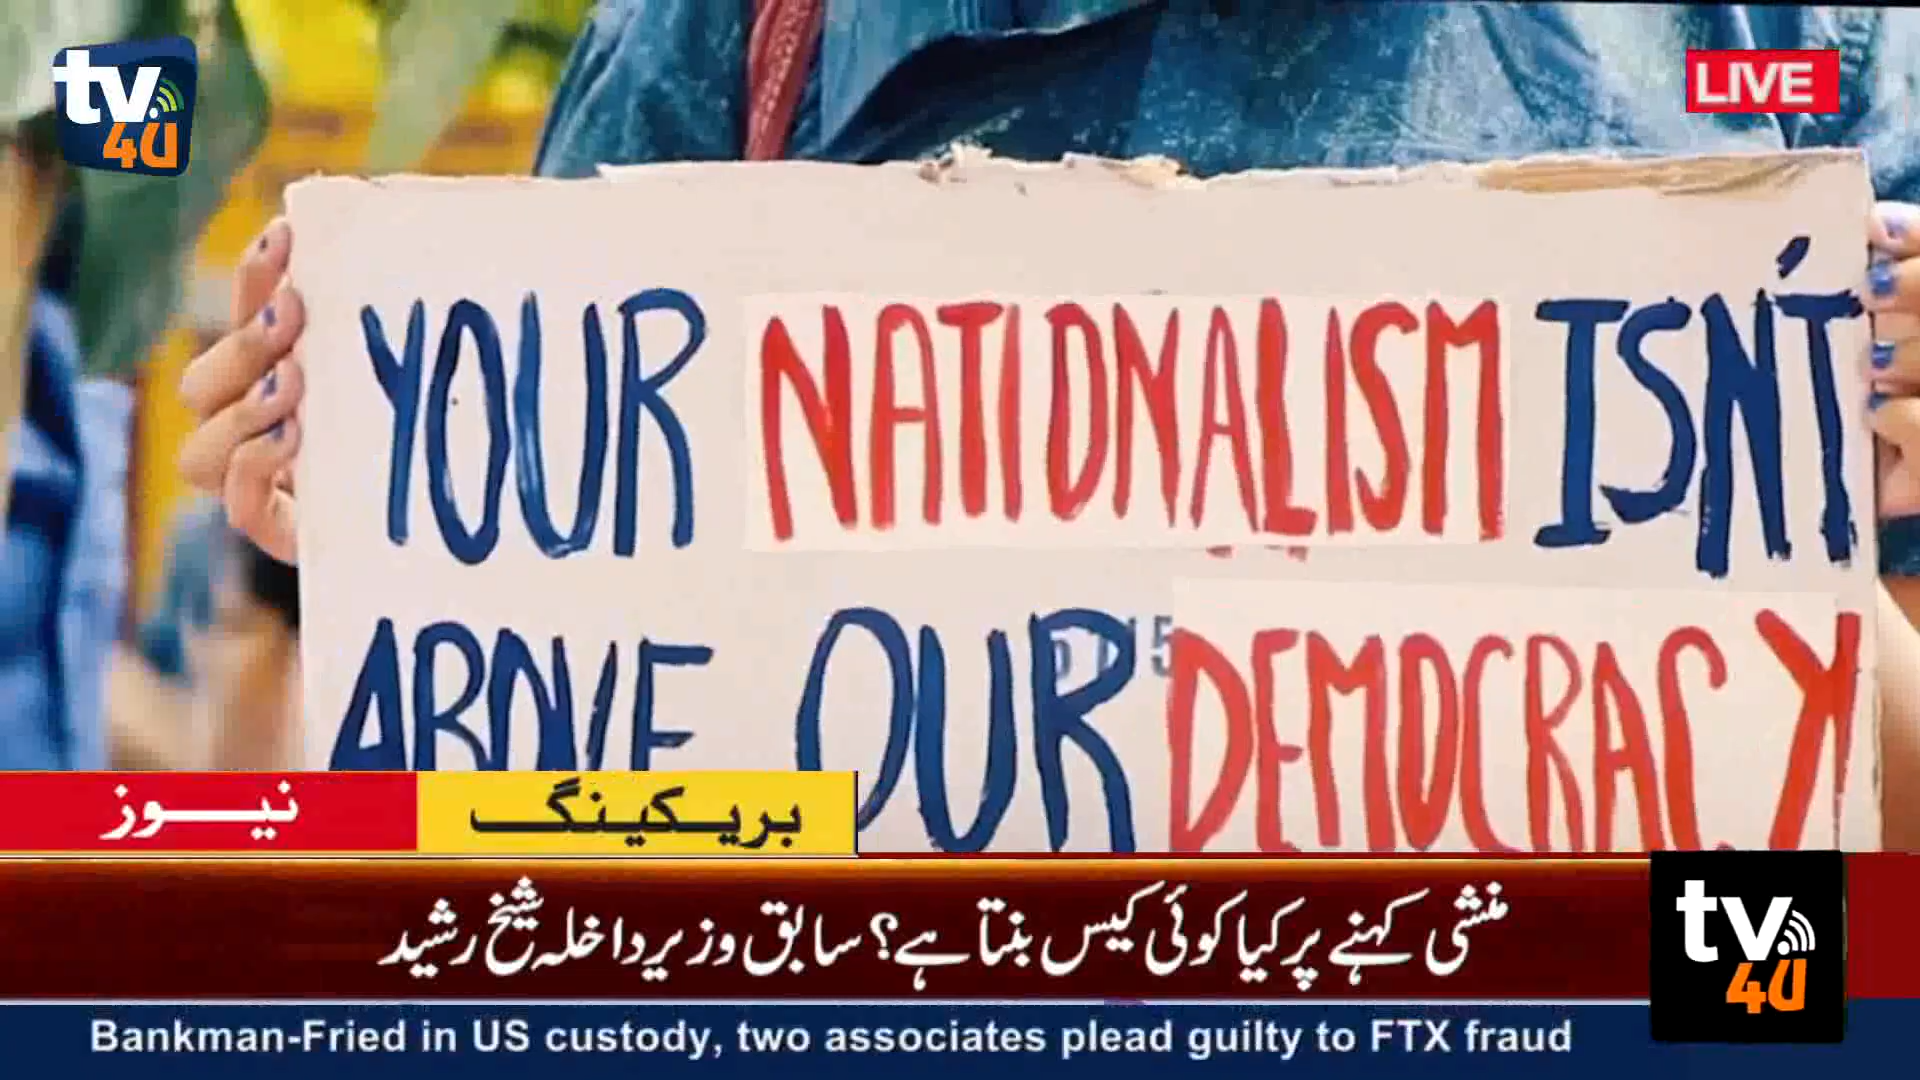 tv
4U
LIVE
YOUR NATIONALISM ISN'T
ABOVE OUR DEMOCRACY
بریکینگ
نیوز
منشی کہنے پر کیا کوئی کیس بنتا ہے؟ سابق وزیر داخلہ شیخ رشید
tv
4U
Bankman-Fried in US custody, two associates plead guilty to FTX fraud